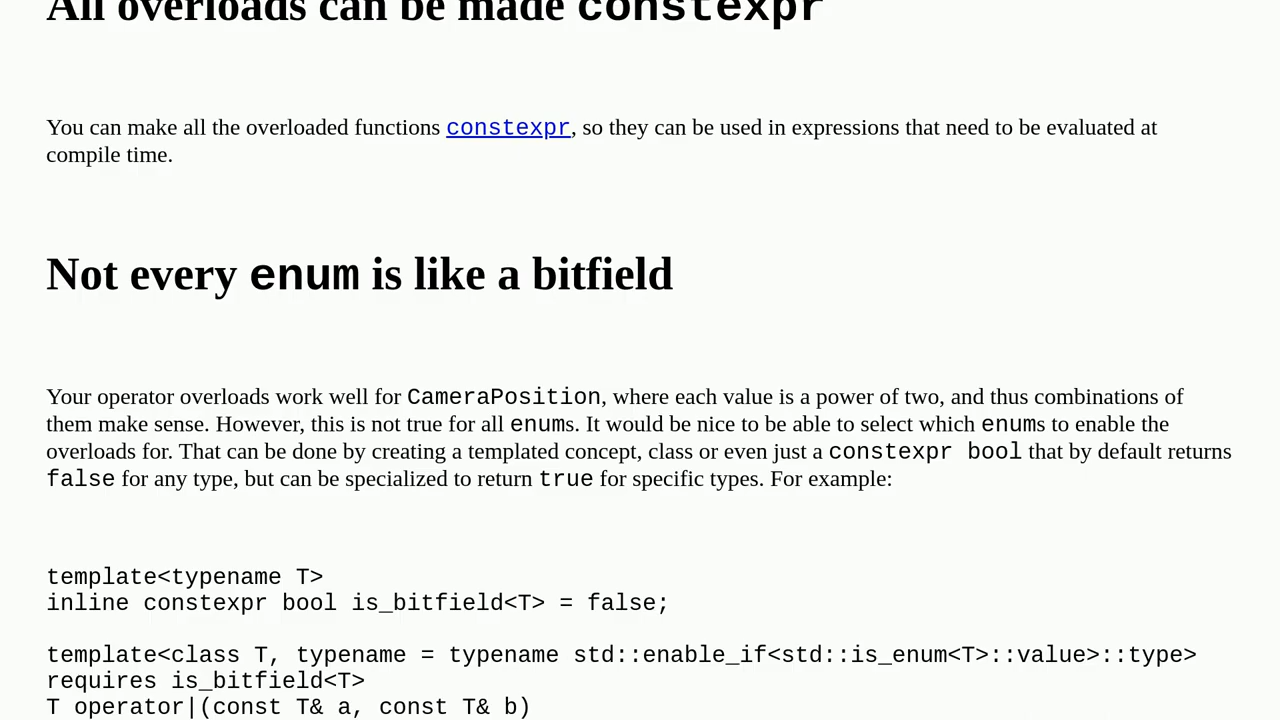 All overloads can be made constexpr
You can make all the overloaded functions constexpr, so they can be used in expressions that need to be evaluated at
compile time.
Not every enum is like a bitfield
Your operator overloads work well for CameraPosition, where each value is a power of two, and thus combinations of
them make sense. However, this is not true for all enums. It would be nice to be able to select which enums to enable the
overloads for. That can be done by creating a templated concept, class or even just a constexpr bool that by default returns
false for any type, but can be specialized to return true for specific types. For example:
template<typename T>
inline constexpr bool is_bitfield<T> = false;
template<class T, typename = typename std::enable_if<std::is_enum<T>::value>::type>
requires is_bitfield<T>
T operator|(const T& a, const T& b)